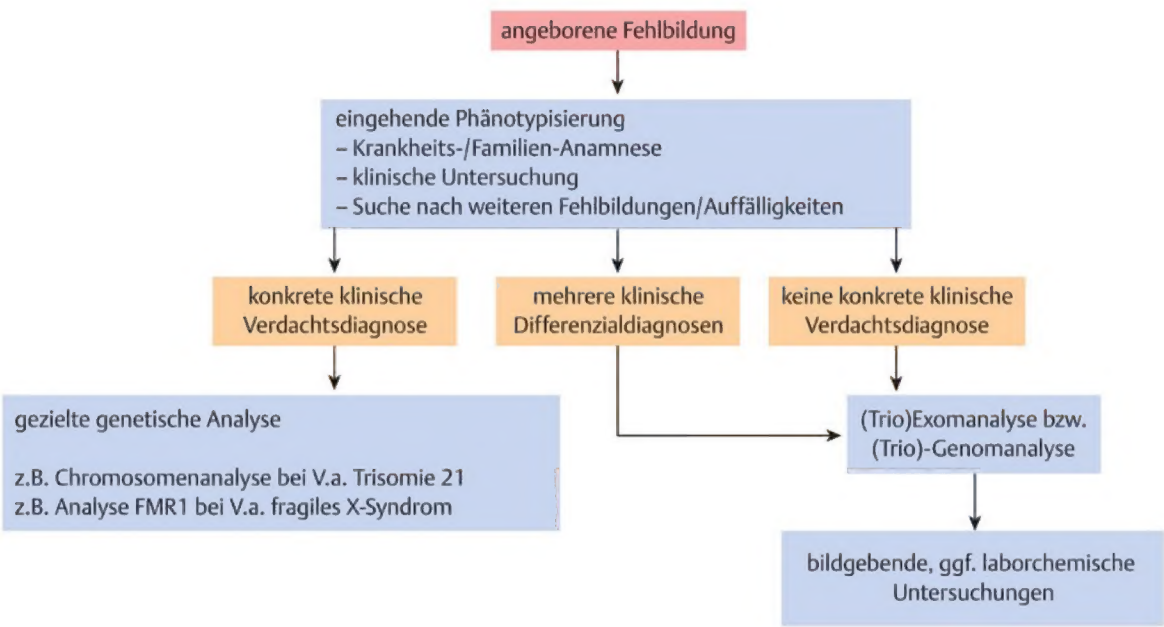 angeborene Fehlbildung
eingehende Phänotypisierung
– Krankheits-/Familien-Anamnese
– klinische Untersuchung
– Suche nach weiteren Fehlbildungen/Auffälligkeiten
konkrete klinische
Verdachtsdiagnose
mehrere klinische
Differenzialdiagnosen
keine konkrete klinische
Verdachtsdiagnose
gezielte genetische Analyse
z.B. Chromosomenanalyse bei V.a. Trisomie 21
z.B. Analyse FMR1 bei V.a. fragiles X-Syndrom
(Trio)Exomanalyse bzw.
(Trio)-Genomanalyse
bildgebende, ggf. laborchemische
Untersuchungen